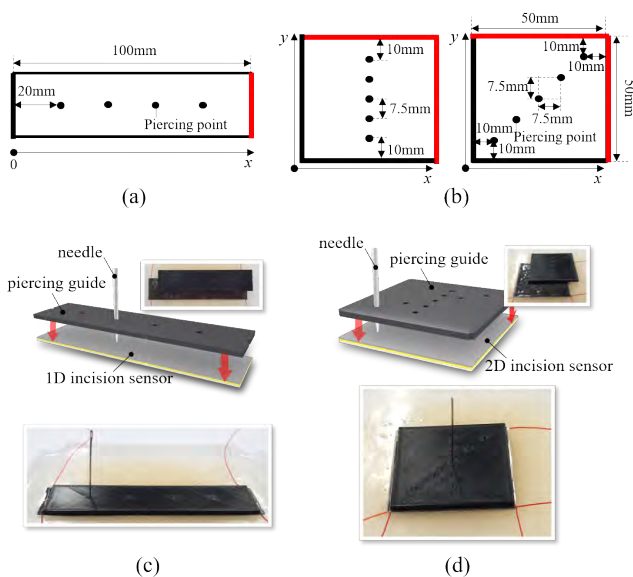 100mm
20mm
Piercing point
0
x
(a)
y
10mm
7.5mm
10mm
x
50mm
y
10mm
10mm
7.5mm
7.5mm
Piercing point
10mm
10mm
50mm
x
(b)
needle
piercing guide
1D incision sensor
(c)
needle
piercing guide
2D incision sensor
(d)